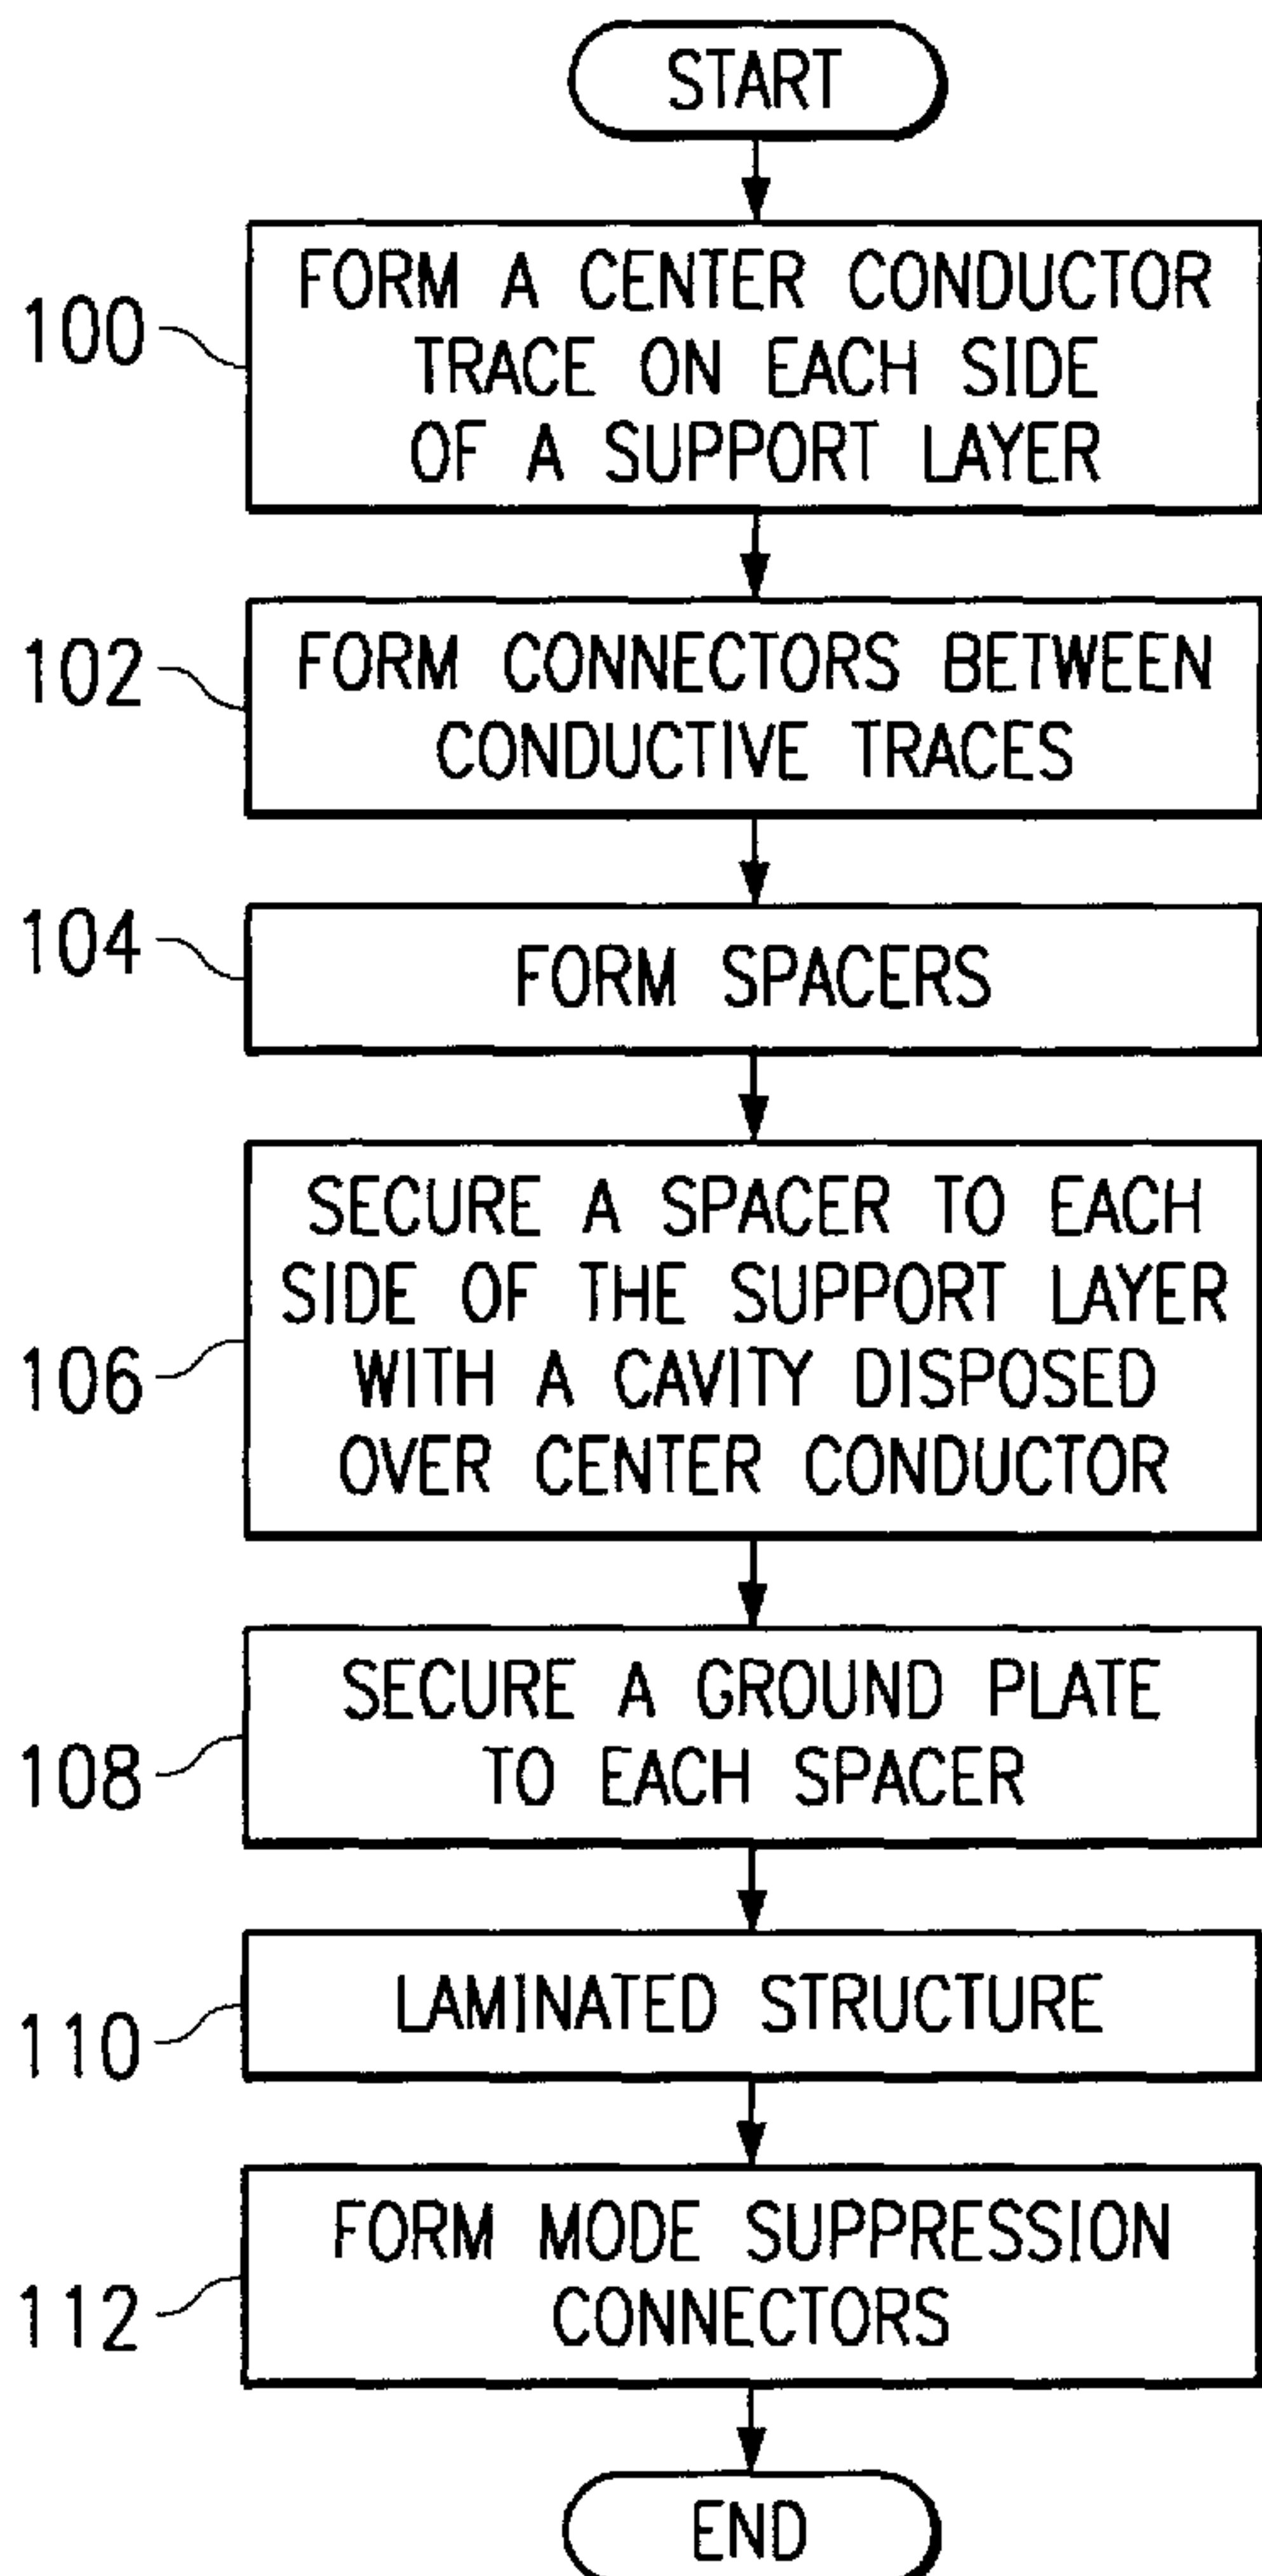 START
100
FORM A CENTER CONDUCTOR
TRACE ON EACH SIDE
OF A SUPPORT LAYER
102
FORM CONNECTORS BETWEEN
CONDUCTIVE TRACES
104
FORM SPACERS
106
SECURE A SPACER TO EACH
SIDE OF THE SUPPORT LAYER
WITH A CAVITY DISPOSED
OVER CENTER CONDUCTOR
108
SECURE A GROUND PLATE
TO EACH SPACER
110
LAMINATED STRUCTURE
112
FORM MODE SUPPRESSION
CONNECTORS
END